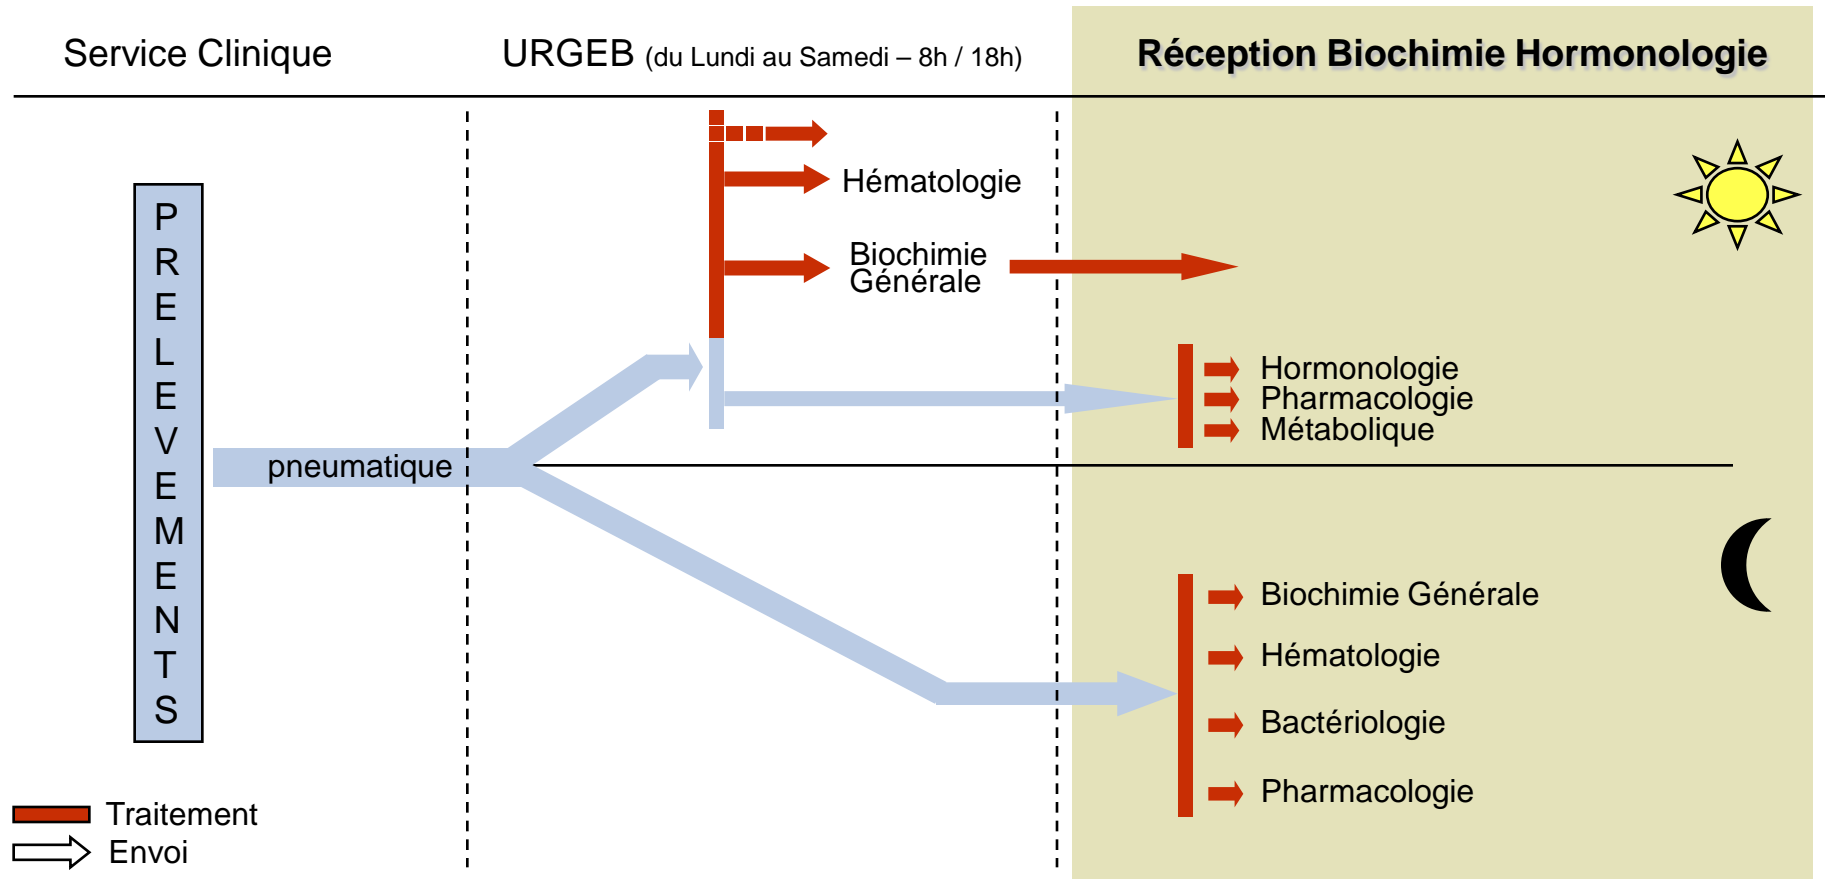 Service Clinique
URGEB (du Lundi au Samedi – 8h / 18h)
Réception Biochimie Hormonologie
PRELEVEMENTS
pneumatique
Hématologie
Biochimie
Générale
Hormonologie
Pharmacologie
Métabolique
Biochimie Générale
Hématologie
Bactériologie
Pharmacologie
Traitement
Envoi